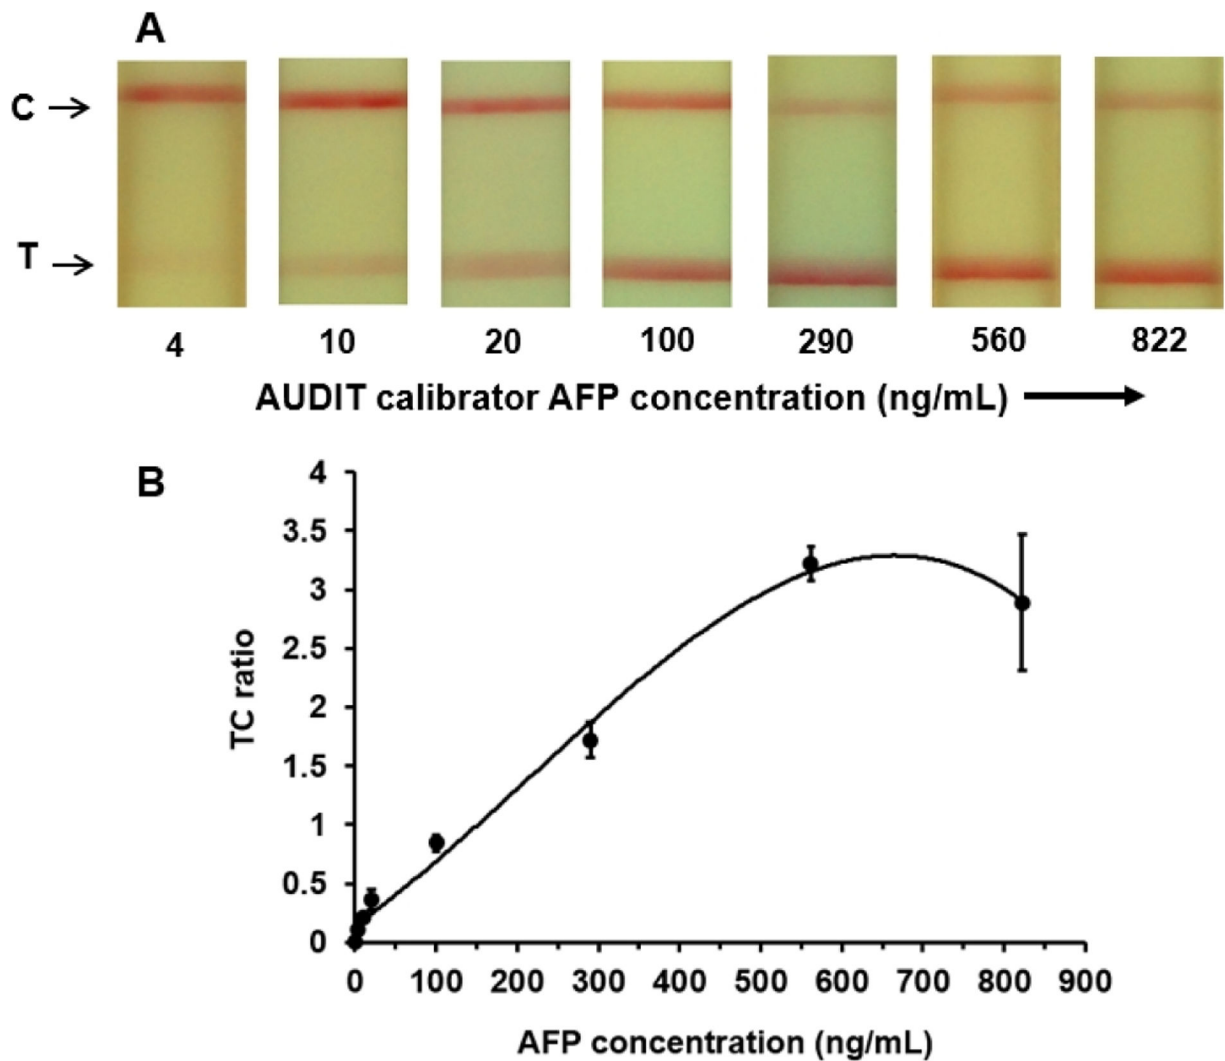 A
C →
T →
4 10 20 100 290 560 822
AUDIT calibrator AFP concentration (ng/mL) →
B
4
3.5
3
2.5
2
1.5
1
0.5
0
TC ratio
0 100 200 300 400 500 600 700 800 900
AFP concentration (ng/mL)